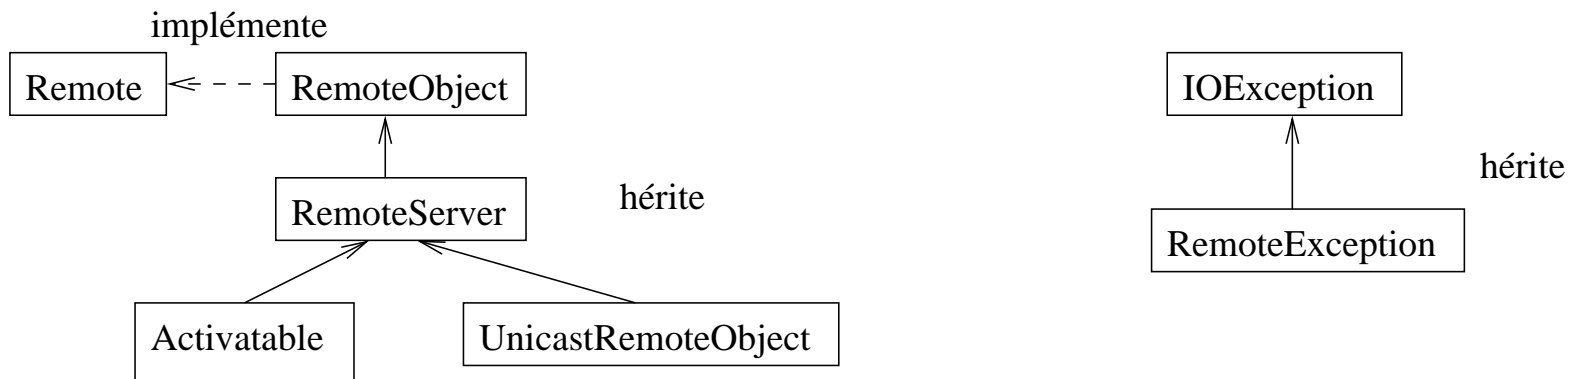 implémente
Remote
RemoteObject
IOException
hérite
RemoteServer
hérite
RemoteException
Activatable
UnicastRemoteObject